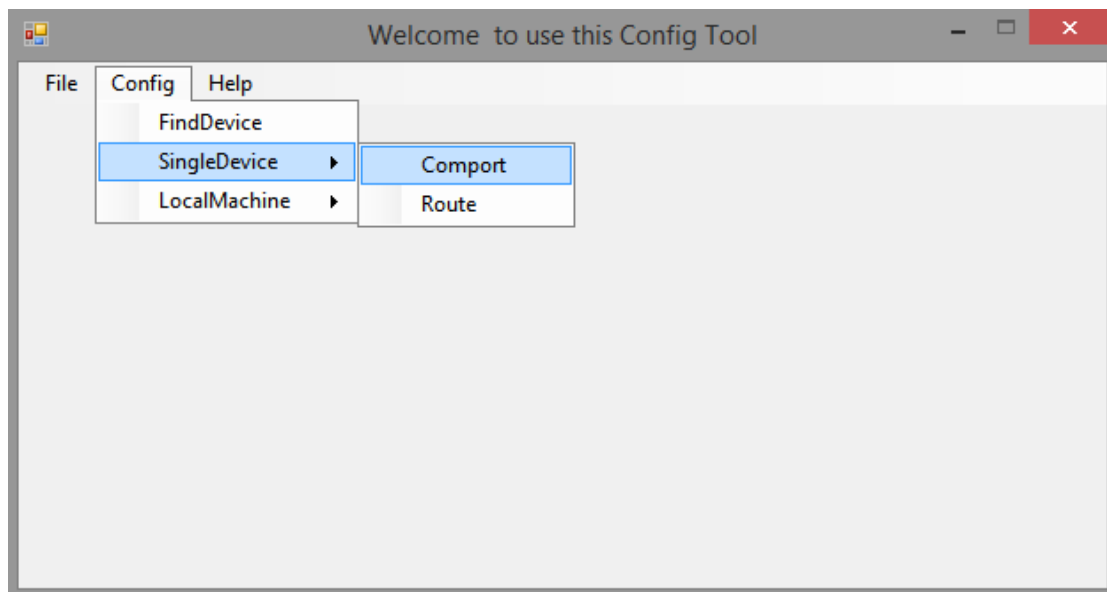 Welcome  to use this Config Tool
File Config Help
FindDevice
SingleDevice Comport
LocalMachine Route